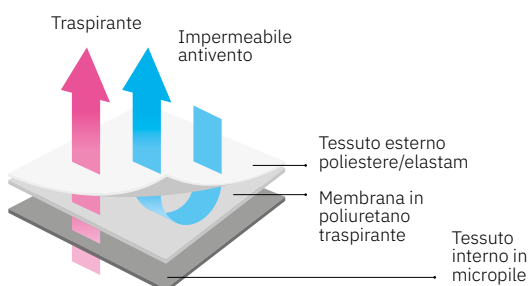 Traspirante
Impermeabile
antivento
Tessuto esterno
poliestere/elastam
Membrana in
poliuretano
traspirante
Tessuto
interno in
micropile